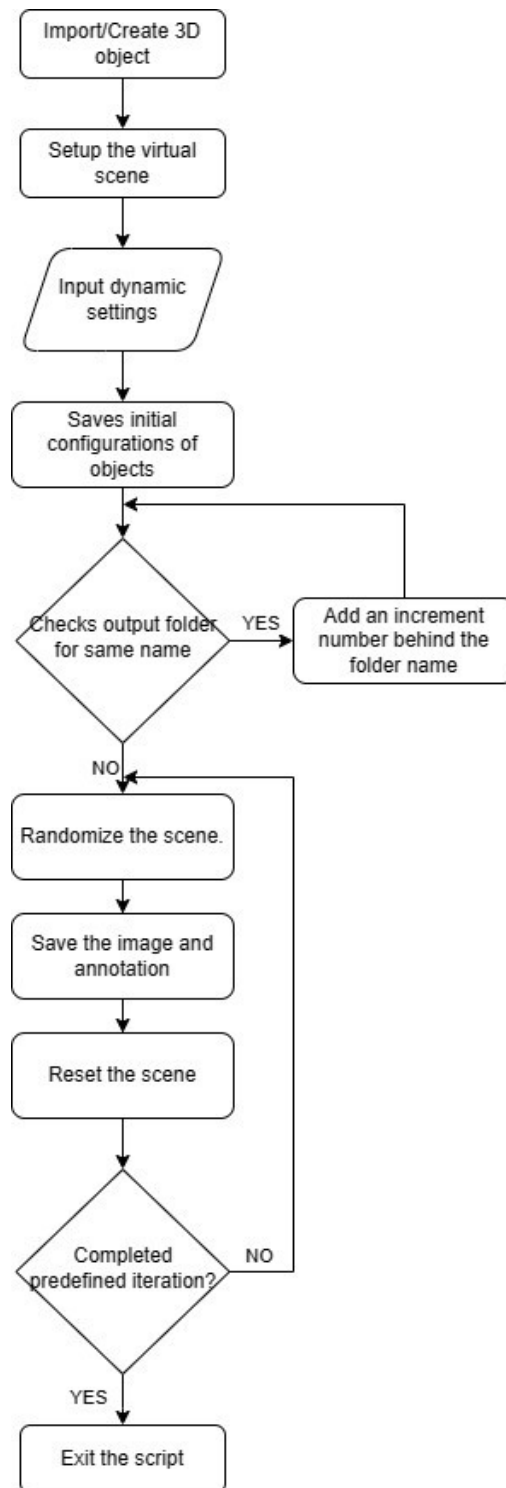 Import/Create 3D
object
Setup the virtual
scene
Input dynamic
settings
Saves initial
configurations of
objects
Checks output folder
for same name
YES
Add an increment
number behind the
folder name
NO
Randomize the scene.
Save the image and
annotation
Reset the scene
Completed
predefined iteration?
NO
YES
Exit the script